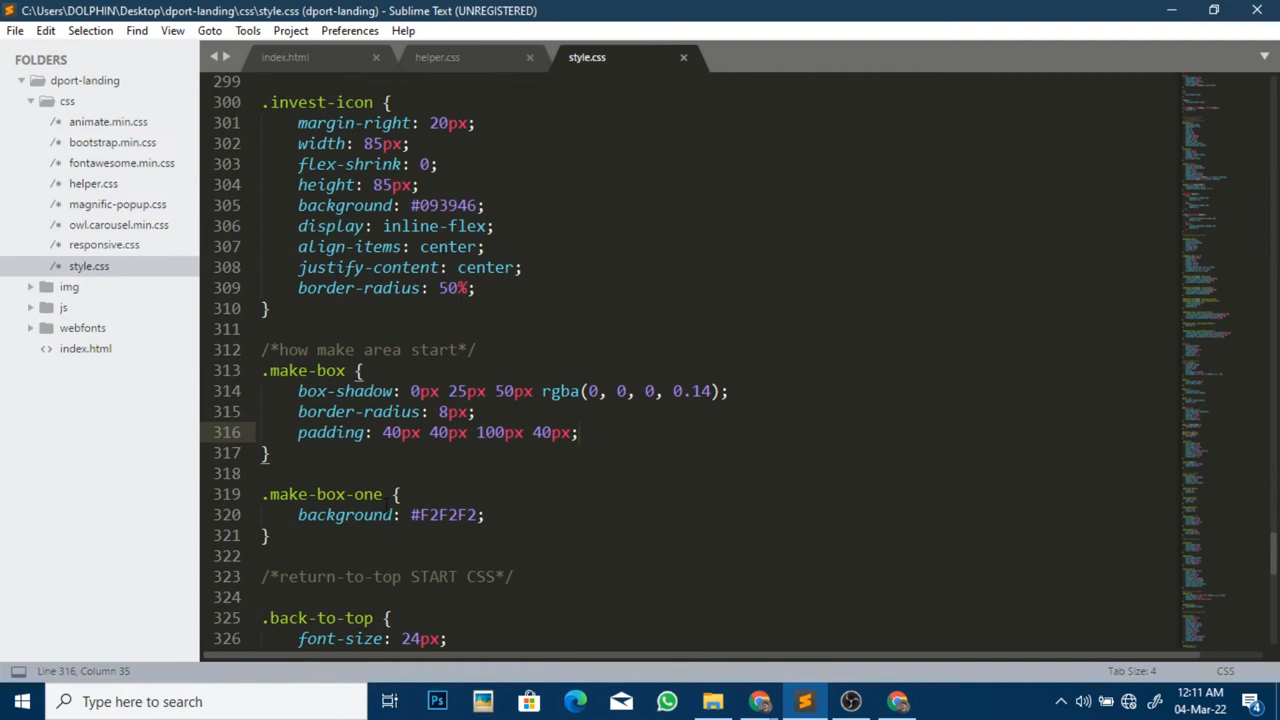 C:\Users\DOLPHIN\Desktop\dport-landing\css\style.css (dport-landing) - Sublime Text (UNREGISTERED)
File Edit Selection Find View Goto Tools Project Preferences Help
FOLDERS
dport-landing
css
/* animate.min.css
/* bootstrap.min.css
/* fontawesome.min.css
/* helper.css
/* magnific-popup.css
/* owl.carousel.min.css
/* responsive.css
/* style.css
img
js
webfonts
<> index.html
index.html × helper.css × style.css ×
299
300 .invest-icon {
301 margin-right: 20px;
302 width: 85px;
303 flex-shrink: 0;
304 height: 85px;
305 background: #093946;
306 display: inline-flex;
307 align-items: center;
308 justify-content: center;
309 border-radius: 50%;
310 }
311
312 /*how make area start*/
313 .make-box {
314 box-shadow: 0px 25px 50px rgba(0, 0, 0, 0.14);
315 border-radius: 8px;
316 padding: 40px 40px 100px 40px;
317 }
318
319 .make-box-one {
320 background: #F2F2F2;
321 }
322
323 /*return-to-top START CSS*/
324
325 .back-to-top {
326 font-size: 24px;
Line 316, Column 35
Tab Size: 4 CSS
Type here to search
Ps
12:11 AM
04-Mar-22
4